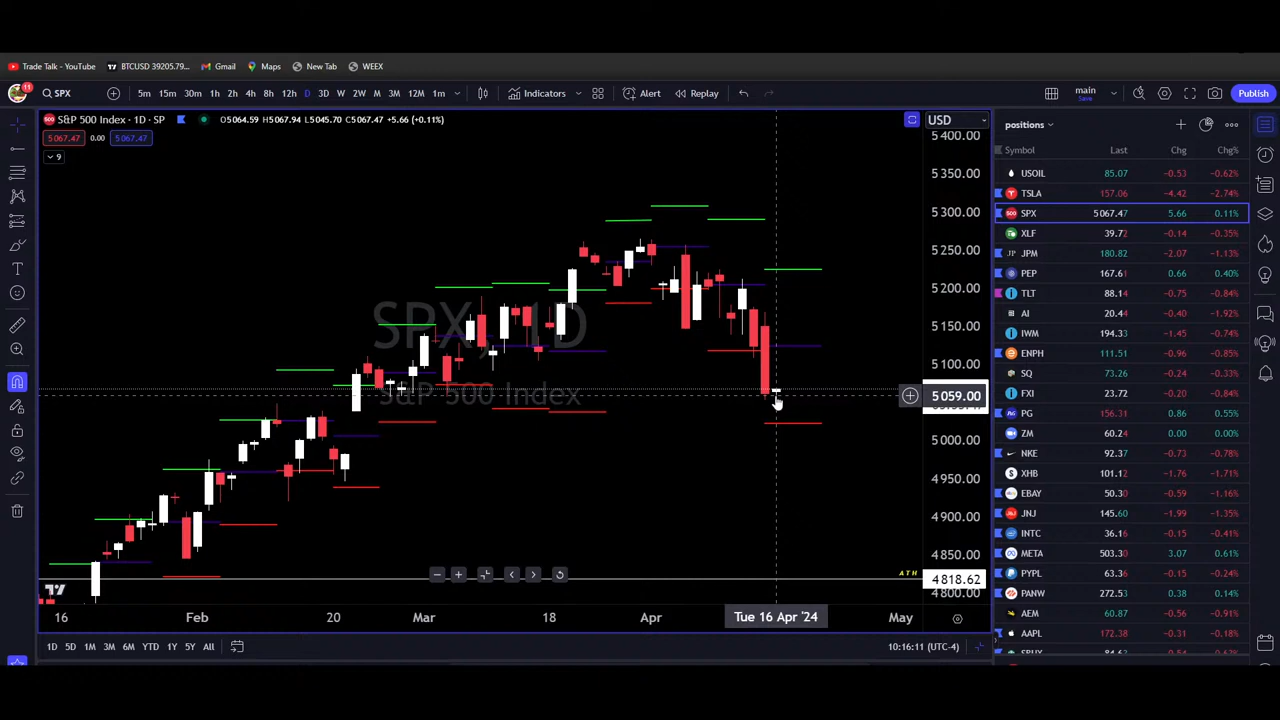 Trade Talk - YouTube BTCUSD 39205.79... Gmail Maps New Tab WEEX
11 SPX 5m 15m 30m 1h 2h 4h 8h 12h D 3D W 2W M 3M 12M 1m Indicators Alert Replay main Save Publish
S&P 500 Index · 1D · SP O5064.59 H5067.94 L5045.70 C5067.47 +5.66 (+0.11%) USD
5067.47 0.00 5067.47
9
SPX, 1D
S&P 500 Index
5 400.00
5 350.00
5 300.00
5 250.00
5 200.00
5 150.00
5 100.00
5 059.00
5 000.00
4 950.00
4 900.00
4 850.00
ATH 4 818.62
4 800.00
16 Feb 20 Mar 18 Apr Tue 16 Apr '24 May
1D 5D 1M 3M 6M YTD 1Y 5Y All 10:16:11 (UTC-4)
positions
Symbol Last Chg Chg%
USOIL 85.07 −0.53 −0.62%
TSLA 157.06 −4.42 −2.74%
SPX 5067.47 5.66 0.11%
XLF 39.72 −0.14 −0.35%
JPM 180.82 −2.07 −1.13%
PEP 167.61 0.66 0.40%
TLT 88.14 −0.75 −0.84%
AI 20.44 −0.40 −1.92%
IWM 194.33 −1.45 −0.74%
ENPH 111.51 −0.96 −0.85%
SQ 73.26 −0.32 −0.44%
FXI 23.72 −0.20 −0.84%
PG 156.31 0.86 0.55%
ZM 60.24 0.00 0.00%
NKE 92.37 −0.73 −0.78%
XHB 101.12 −1.76 −1.71%
EBAY 50.30 −0.59 −1.16%
JNJ 145.60 −1.99 −1.35%
INTC 36.16 −0.15 −0.41%
META 503.30 3.07 0.61%
PYPL 63.36 −0.15 −0.24%
PANW 272.53 0.38 0.14%
AEM 60.87 −0.56 −0.91%
AAPL 172.38 −0.31 −0.18%